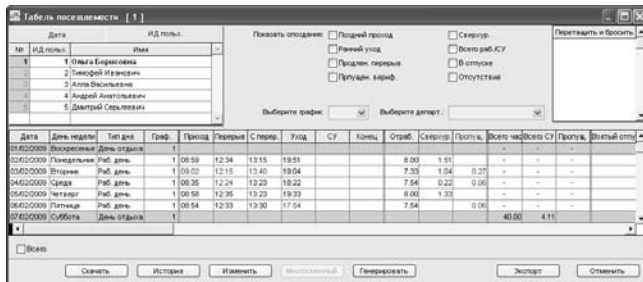 Табель посещаемости [ 1 ]
Дата ИД польз.
№ ИД польз. Имя
1 1 Ольга Борисовна
2 2 Тимофей Иванович
3 3 Алла Васильевна
4 4 Андрей Анатольевич
5 5 Дмитрий Сергеевич
Показать опоздание:
Поздний проход
Ранний уход
Продлен. перерыв
Пропущен. вериф.
Сверхур.
Всего раб./СУ
В отпуске
Отсутствие
Перетащить и бросить
Выберите график: Выберите департ.:
Дата День недели Тип дня Граф. Приход Перерыв С перер. Уход СУ Конец Отраб. Сверхур. Пропущ. Всего час Всего СУ Пропущ. Взятый отпу
01/02/2009 Воскресенье День отдыха 1 - - -
02/02/2009 Понедельник Раб. день 1 08:59 12:34 13:15 19:51 8.00 1.51 - - -
03/02/2009 Вторник Раб. день 1 09:02 12:15 13:40 19:04 7.33 1.04 0.27 - - -
04/02/2009 Среда Раб. день 1 08:35 12:24 13:23 18:22 7.54 0.22 0.06 - - -
05/02/2009 Четверг Раб. день 1 08:58 12:35 13:23 19:33 8.00 1.33 - - -
06/02/2009 Пятница Раб. день 1 08:54 12:33 13:30 17:54 7.54 0.06 - - -
07/02/2009 Суббота День отдыха 1 40.00 4.11
Всего
Скачать История Изменить Многосменный Генерировать Экспорт Отменить